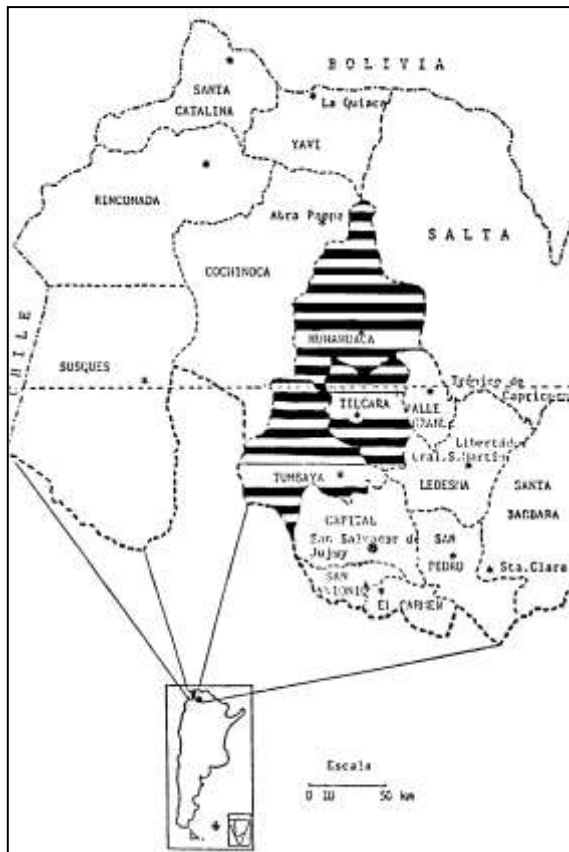 BOLIVIA
SANTA
CATALINA
La Quiaca
YAVI
RINCONADA
Abra Pampa
SALTA
COCHINOCA
HUMAHUACA
CHILE
SUSQUES
Trópico de
Capricornio
TILCARA
VALLE
GRANDE
Libertador
Gral.S.Martín
TUMBAYA
LEDESMA
SANTA
BARBARA
CAPITAL
San Salvador de
Jujuy
SAN
PEDRO
Sta.Clara
SAN
ANTONIO
El CARMEN
Escala
0 10 50 km